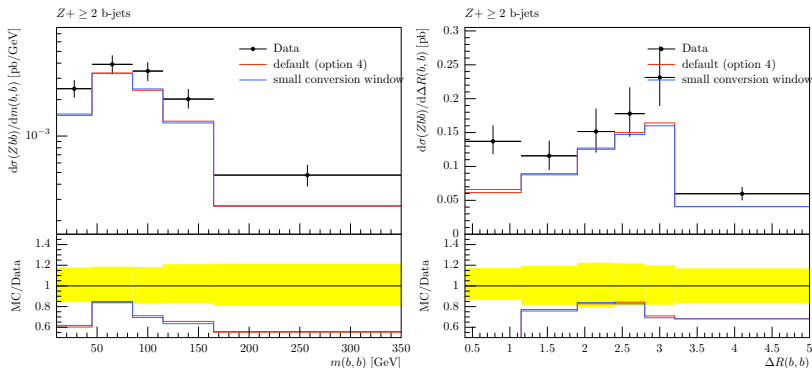 Z+ ≥ 2 b-jets
dσ(Zbb)/dm(b, b) [pb/GeV]
10⁻³
Data
default (option 4)
small conversion window
MC/Data
1.4
1.2
1.0
0.8
0.6
50 100 150 200 250 300 350
m(b, b) [GeV]
Z+ ≥ 2 b-jets
dσ(Zbb)/dΔR(b, b) [pb]
0.3
0.25
0.2
0.15
0.1
0.05
0
Data
default (option 4)
small conversion window
MC/Data
1.4
1.2
1.0
0.8
0.6
0.5 1 1.5 2 2.5 3 3.5 4 4.5 5
ΔR(b, b)